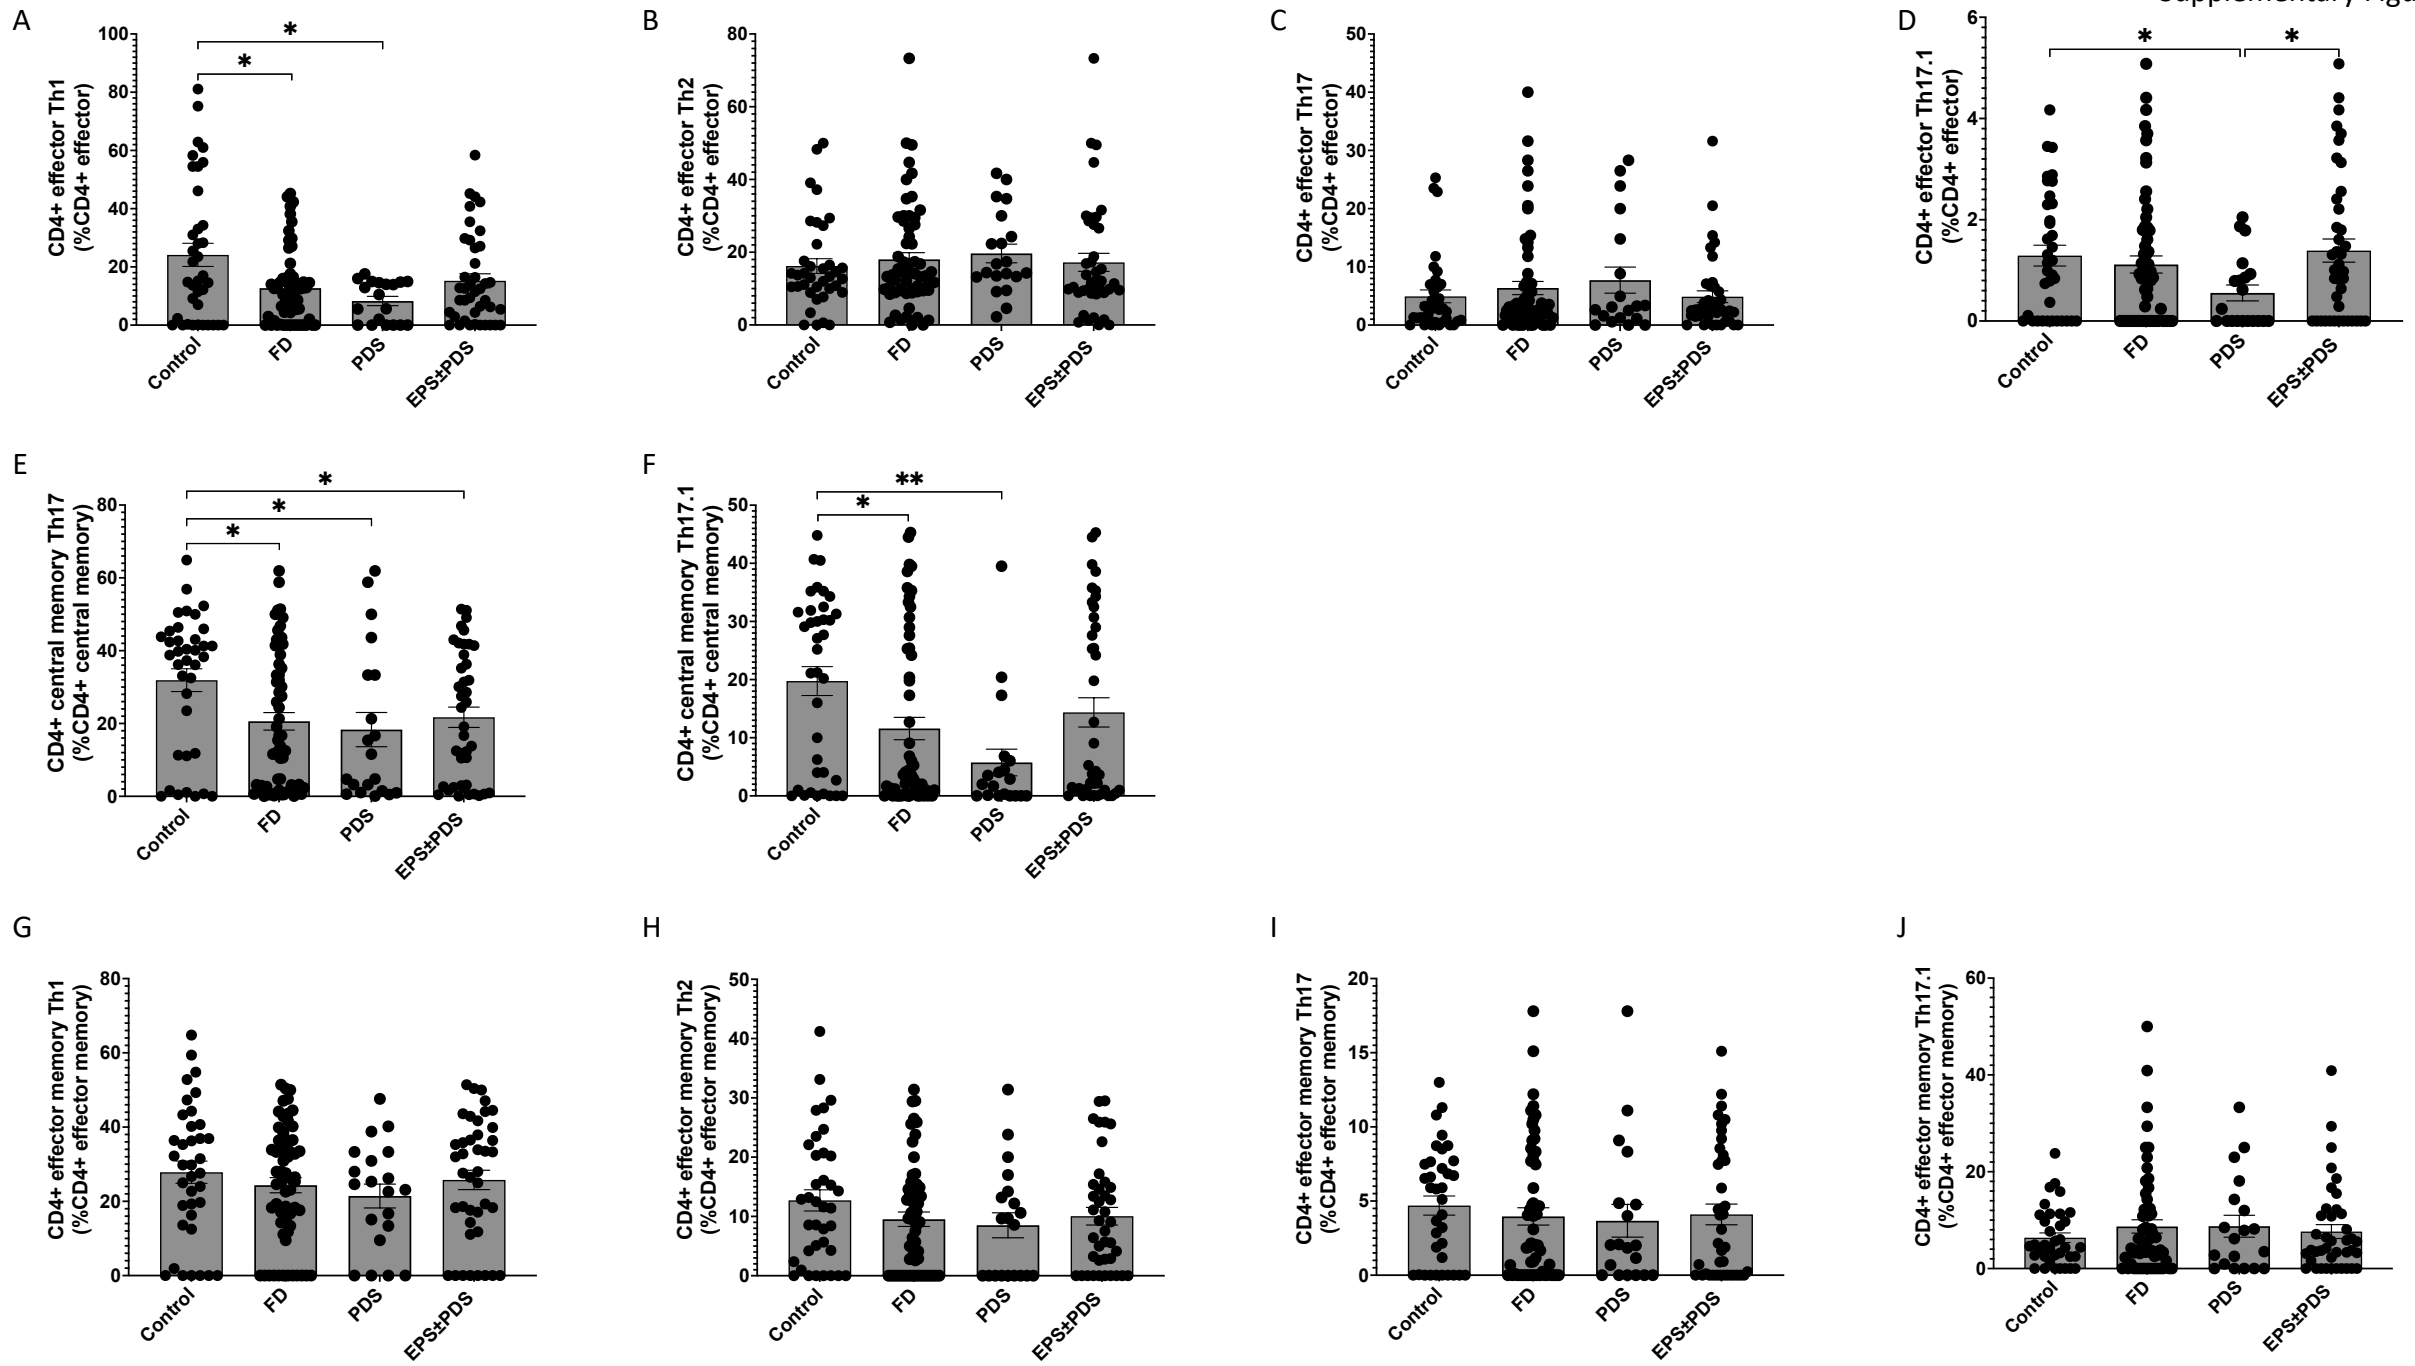 Supplementary Figu
A
CD4+ effector Th1
(%CD4+ effector)
100
80
60
40
20
0
*
*
Control
FD
PDS
EPS±PDS
B
CD4+ effector Th2
(%CD4+ effector)
80
60
40
20
0
Control
FD
PDS
EPS±PDS
C
CD4+ effector Th17
(%CD4+ effector)
50
40
30
20
10
0
Control
FD
PDS
EPS±PDS
D
CD4+ effector Th17.1
(%CD4+ effector)
6
4
2
0
*
*
Control
FD
PDS
EPS±PDS
E
CD4+ central memory Th17
(%CD4+ central memory)
80
60
40
20
0
*
*
*
Control
FD
PDS
EPS±PDS
F
CD4+ central memory Th17.1
(%CD4+ central memory)
50
40
30
20
10
0
**
*
Control
FD
PDS
EPS±PDS
G
CD4+ effector memory Th1
(%CD4+ effector memory)
80
60
40
20
0
Control
FD
PDS
EPS±PDS
H
CD4+ effector memory Th2
(%CD4+ effector memory)
50
40
30
20
10
0
Control
FD
PDS
EPS±PDS
I
CD4+ effector memory Th17
(%CD4+ effector memory)
20
15
10
5
0
Control
FD
PDS
EPS±PDS
J
CD4+ effector memory Th17.1
(%CD4+ effector memory)
60
40
20
0
Control
FD
PDS
EPS±PDS